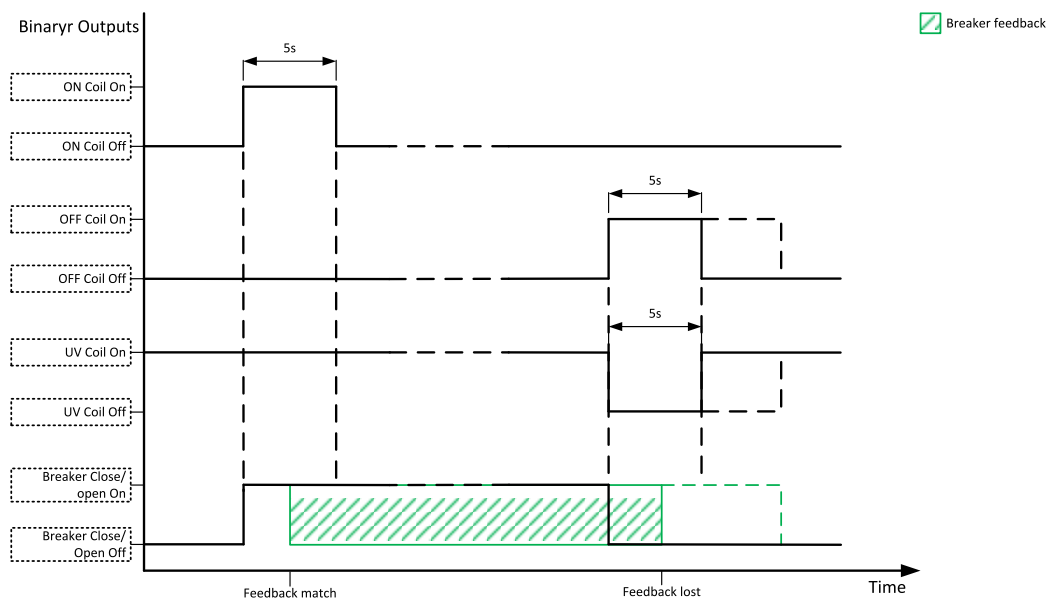 Binaryr Outputs
Breaker feedback
5s
ON Coil On
ON Coil Off
5s
OFF Coil On
OFF Coil Off
5s
UV Coil On
UV Coil Off
Breaker Close/
open On
Breaker Close/
Open Off
Time
Feedback match
Feedback lost